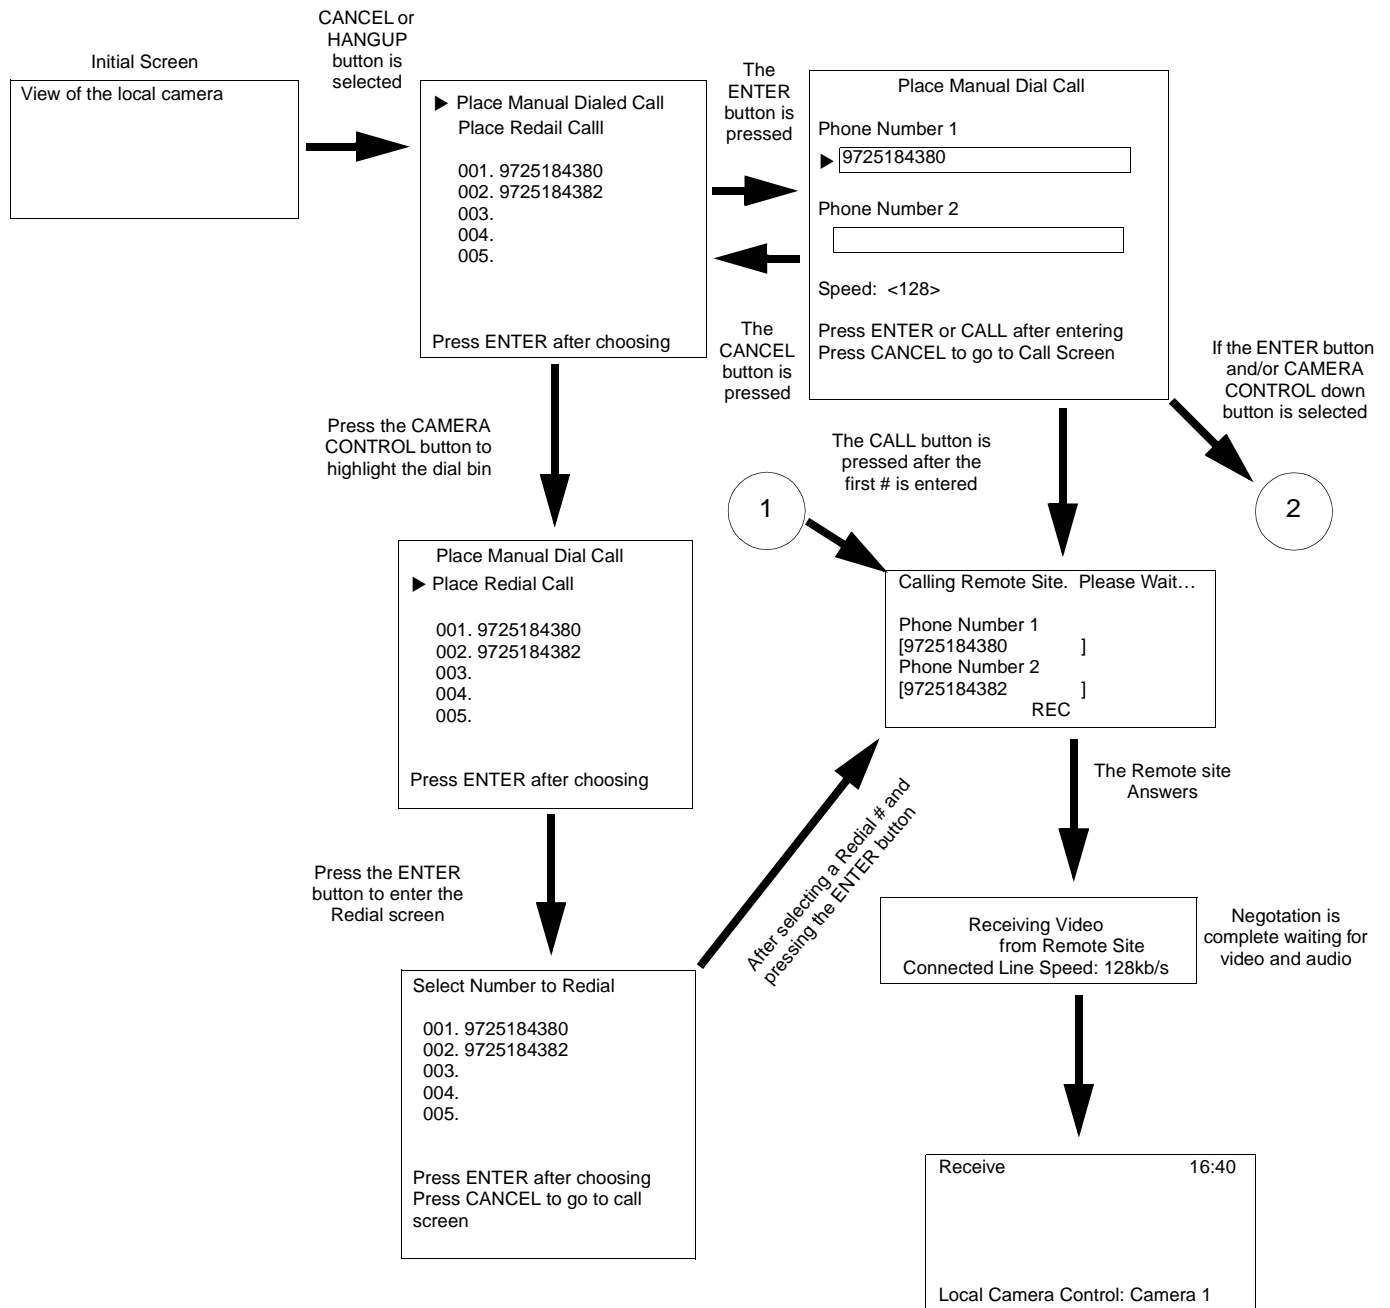 Initial Screen
View of the local camera
CANCEL or
HANGUP
button is
selected
▶ Place Manual Dialed Call
Place Redail Calll
001. 9725184380
002. 9725184382
003.
004.
005.
Press ENTER after choosing
The
ENTER
button is
pressed
Place Manual Dial Call
Phone Number 1
▶ 9725184380
Phone Number 2
Speed: <128>
Press ENTER or CALL after entering
Press CANCEL to go to Call Screen
The
CANCEL
button is
pressed
If the ENTER button
and/or CAMERA
CONTROL down
button is selected
2
Press the CAMERA
CONTROL button to
highlight the dial bin
The CALL button is
pressed after the
first # is entered
1
Place Manual Dial Call
▶ Place Redial Call
001. 9725184380
002. 9725184382
003.
004.
005.
Press ENTER after choosing
Calling Remote Site. Please Wait...
Phone Number 1
[9725184380 ]
Phone Number 2
[9725184382 ]
REC
The Remote site
Answers
Press the ENTER
button to enter the
Redial screen
After selecting a Redial # and
pressing the ENTER button
Receiving Video
from Remote Site
Connected Line Speed: 128kb/s
Negotation is
complete waiting for
video and audio
Select Number to Redial
001. 9725184380
002. 9725184382
003.
004.
005.
Press ENTER after choosing
Press CANCEL to go to call
screen
Receive 16:40
Local Camera Control: Camera 1